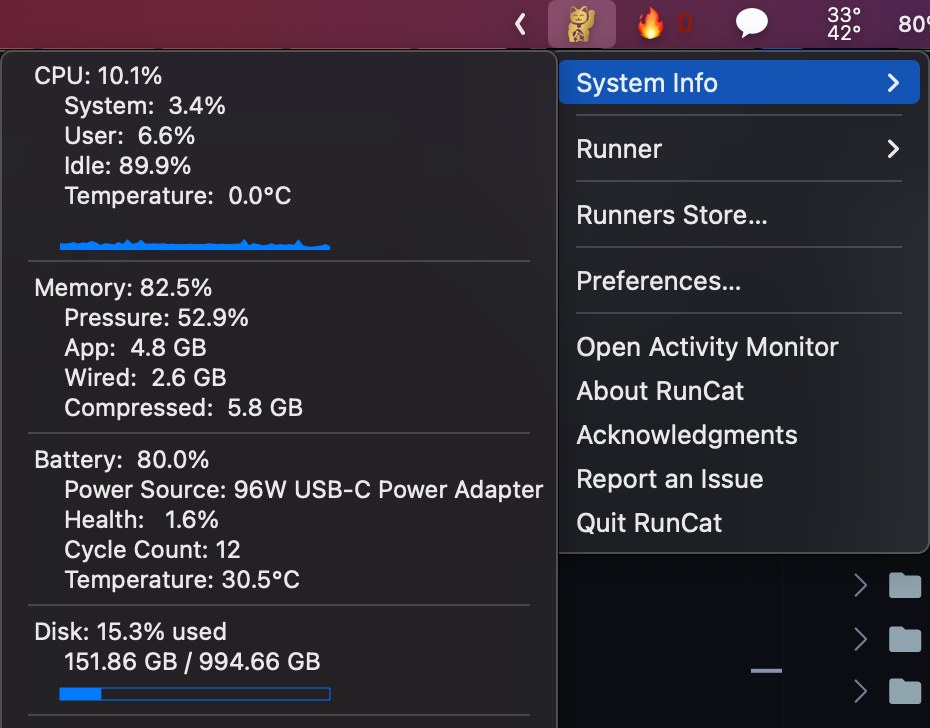 0
33°
42°
80°
CPU: 10.1%
System: 3.4%
User: 6.6%
Idle: 89.9%
Temperature: 0.0°C
Memory: 82.5%
Pressure: 52.9%
App: 4.8 GB
Wired: 2.6 GB
Compressed: 5.8 GB
Battery: 80.0%
Power Source: 96W USB-C Power Adapter
Health: 1.6%
Cycle Count: 12
Temperature: 30.5°C
Disk: 15.3% used
151.86 GB / 994.66 GB
System Info
Runner
Runners Store...
Preferences...
Open Activity Monitor
About RunCat
Acknowledgments
Report an Issue
Quit RunCat